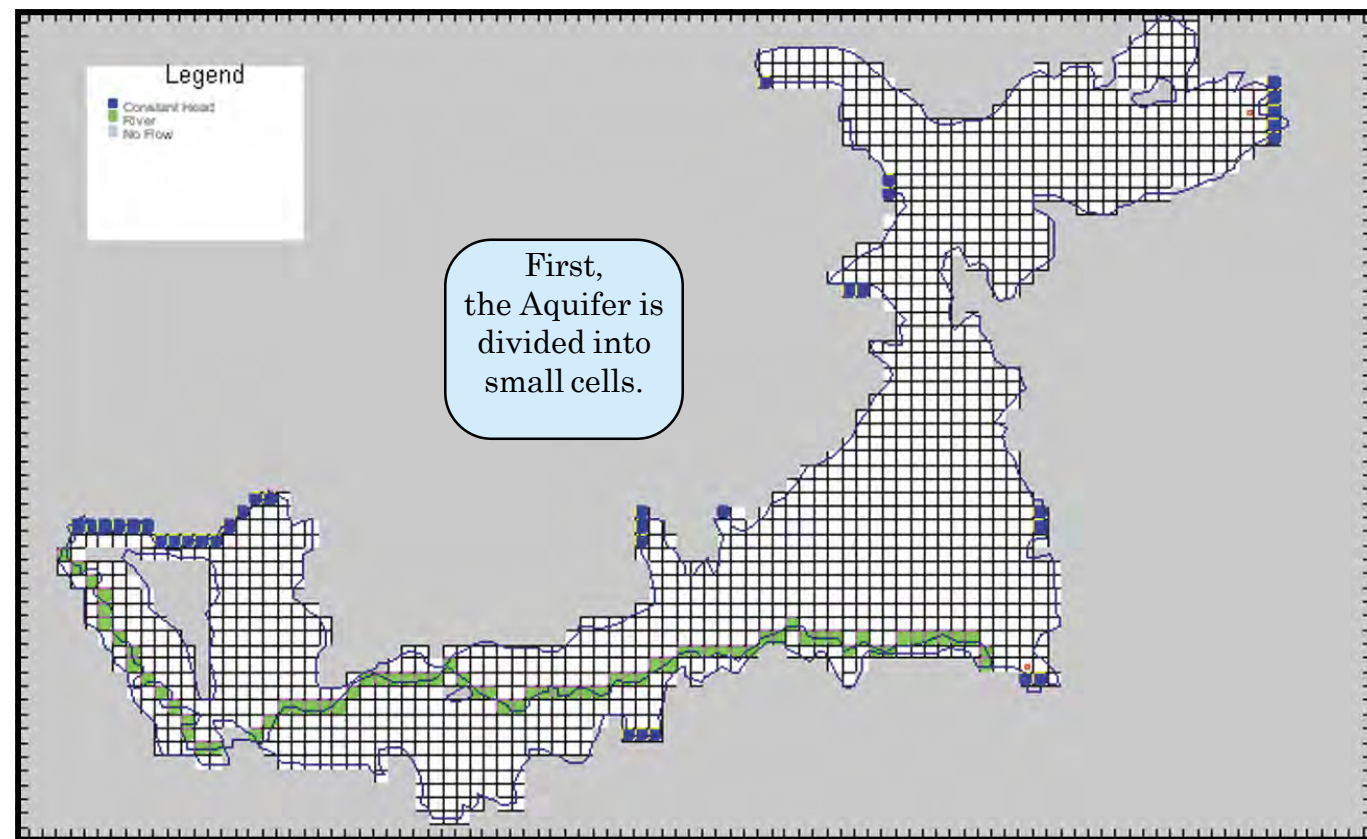 Legend
Constant Head
River
No Flow
First,
the Aquifer is
divided into
small cells.